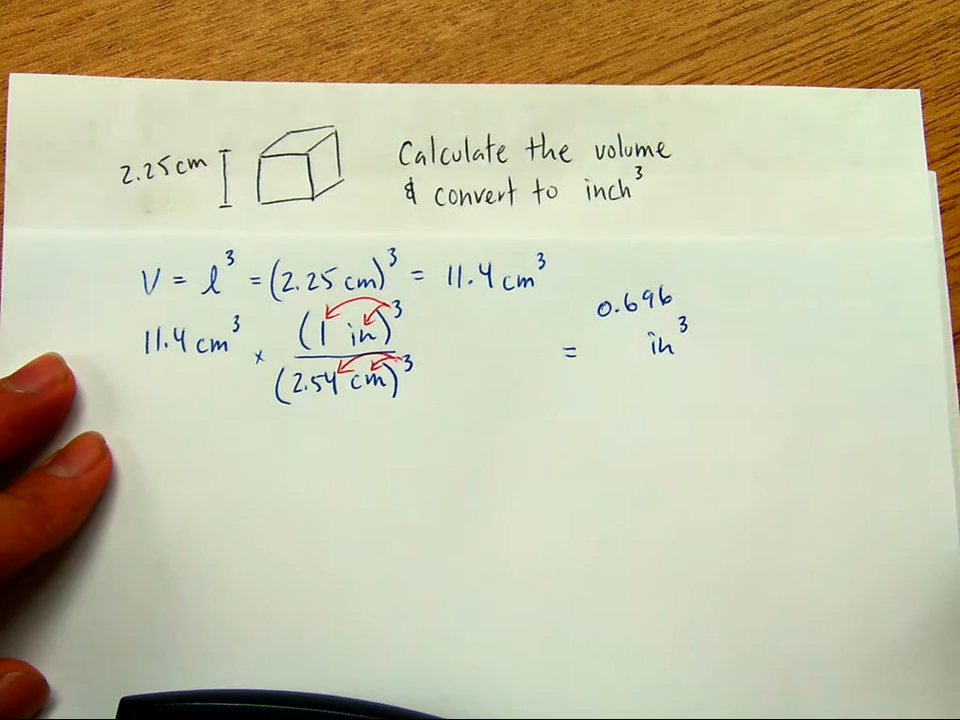 2.25 cm
Calculate the volume
& convert to inch³
V = l³ = (2.25 cm)³ = 11.4 cm³
11.4 cm³ × (1 in)³ / (2.54 cm)³ = 0.696 in³